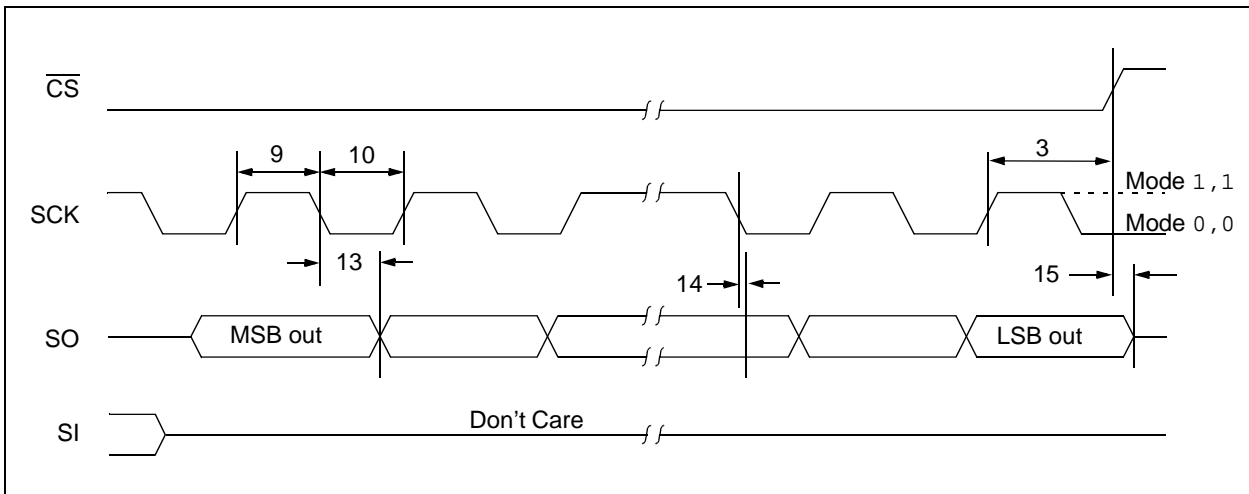 CS
9
10
3
SCK
Mode 1,1
Mode 0,0
13
14
15
SO
MSB out
LSB out
SI
Don't Care